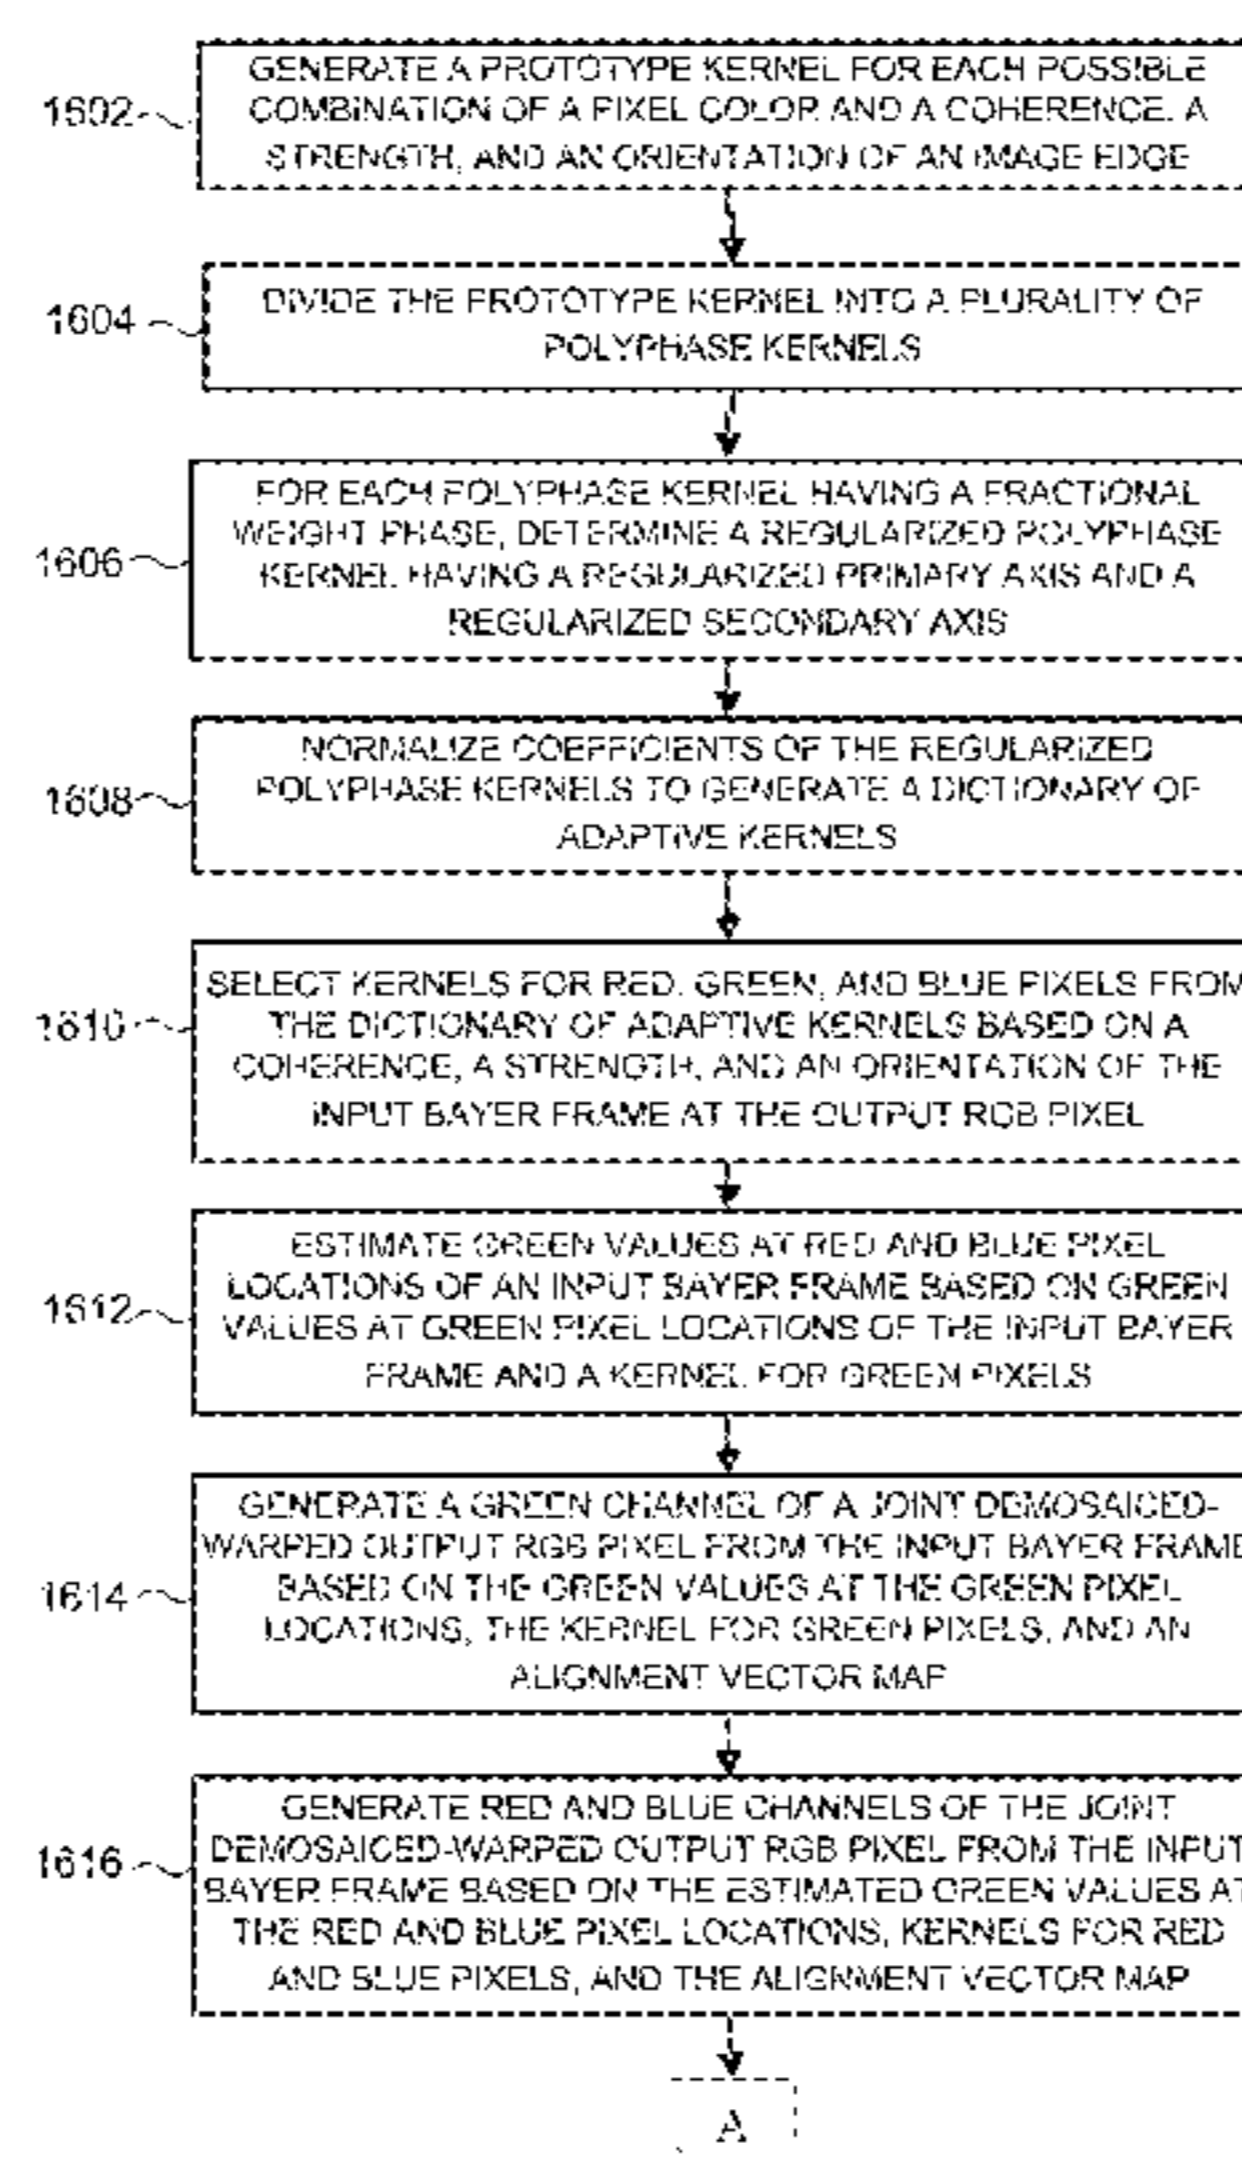 GENERATE A PROTOTYPE KERNEL FOR EACH POSSIBLE
1602
COMBINATION OF A PIXEL COLOR AND A COHERENCE, A
STRENGTH, AND AN ORIENTATION OF AN IMAGE EDGE
DIVIDE THE PROTOTYPE KERNEL INTO A PLURALITY OF
1604
POLYPHASE KERNELS
FOR EACH POLYPHASE KERNEL HAVING A FRACTIONAL
WEIGHT PHASE, DETERMINE A REGULARIZED POLYPHASE
1606
KERNEL HAVING A REGULARIZED PRIMARY AXIS AND A
REGULARIZED SECONDARY AXIS
NORMALIZE COEFFICIENTS OF THE REGULARIZED
1608
POLYPHASE KERNELS TO GENERATE A DICTIONARY OF
ADAPTIVE KERNELS
SELECT KERNELS FOR RED, GREEN, AND BLUE PIXELS FROM
1610
THE DICTIONARY OF ADAPTIVE KERNELS BASED ON A
COHERENCE, A STRENGTH, AND AN ORIENTATION OF THE
INPUT BAYER FRAME AT THE OUTPUT RGB PIXEL
ESTIMATE GREEN VALUES AT RED AND BLUE PIXEL
LOCATIONS OF AN INPUT BAYER FRAME BASED ON GREEN
1612
VALUES AT GREEN PIXEL LOCATIONS OF THE INPUT BAYER
FRAME AND A KERNEL FOR GREEN PIXELS
GENERATE A GREEN CHANNEL OF A JOINT DEMOSAICED-
WARPED OUTPUT RGB PIXEL FROM THE INPUT BAYER FRAME
1614
BASED ON THE GREEN VALUES AT THE GREEN PIXEL
LOCATIONS, THE KERNEL FOR GREEN PIXELS, AND AN
ALIGNMENT VECTOR MAP
GENERATE RED AND BLUE CHANNELS OF THE JOINT
DEMOSAICED-WARPED OUTPUT RGB PIXEL FROM THE INPUT
1616
BAYER FRAME BASED ON THE ESTIMATED GREEN VALUES AT
THE RED AND BLUE PIXEL LOCATIONS, KERNELS FOR RED
AND BLUE PIXELS, AND THE ALIGNMENT VECTOR MAP
A